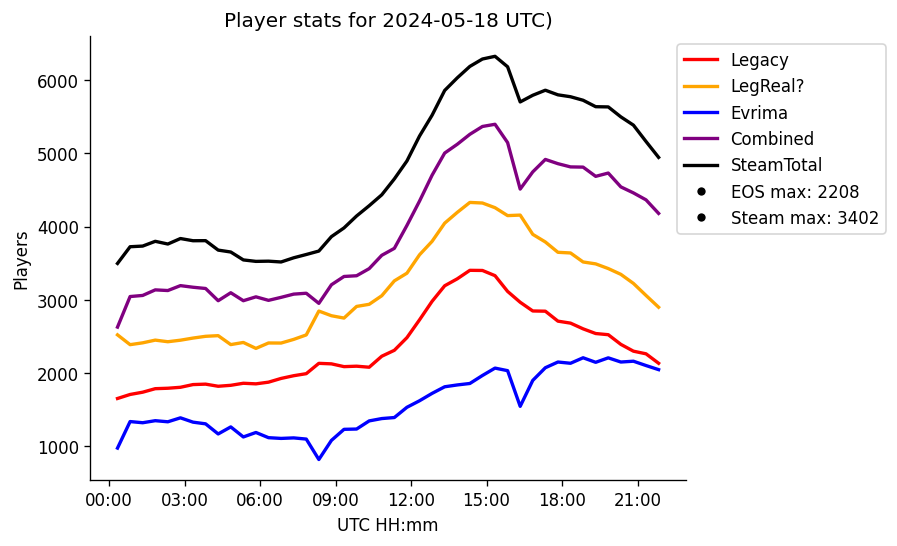 Player stats for 2024-05-18 UTC)
Legacy
LegReal?
Evrima
Combined
SteamTotal
EOS max: 2208
Steam max: 3402
Players
6000
5000
4000
3000
2000
1000
00:00 03:00 06:00 09:00 12:00 15:00 18:00 21:00
UTC HH:mm